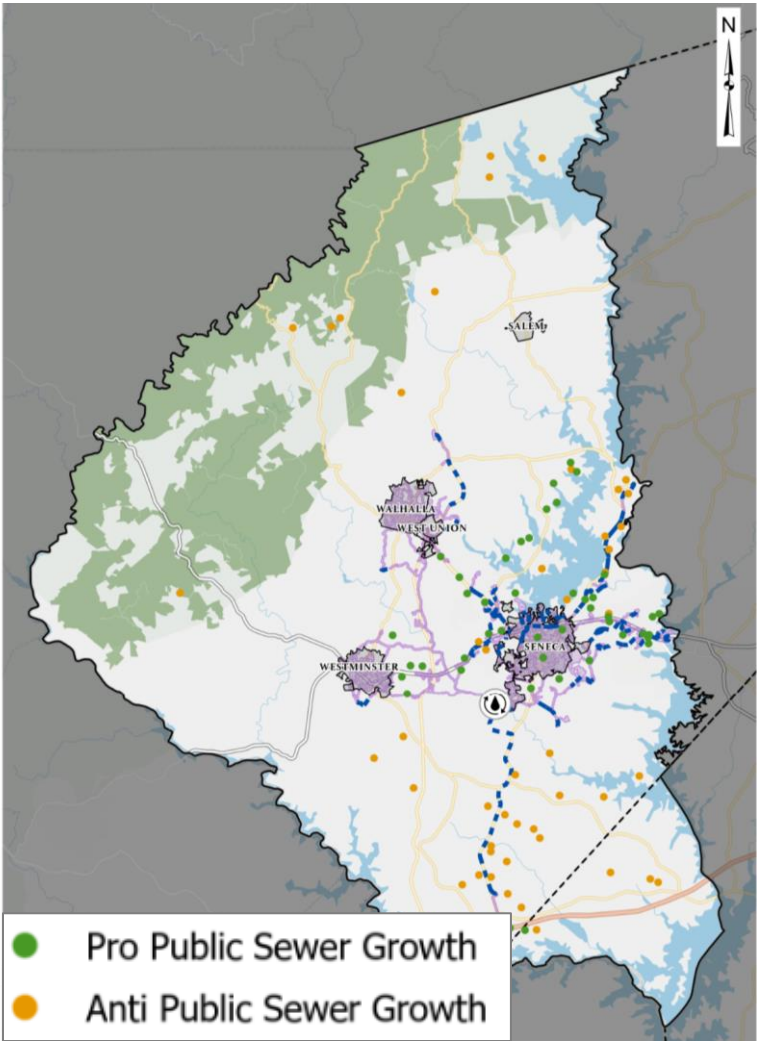 N
SALEM
WALHALLA
WEST UNION
SENECA
WESTMINSTER
Pro Public Sewer Growth
Anti Public Sewer Growth